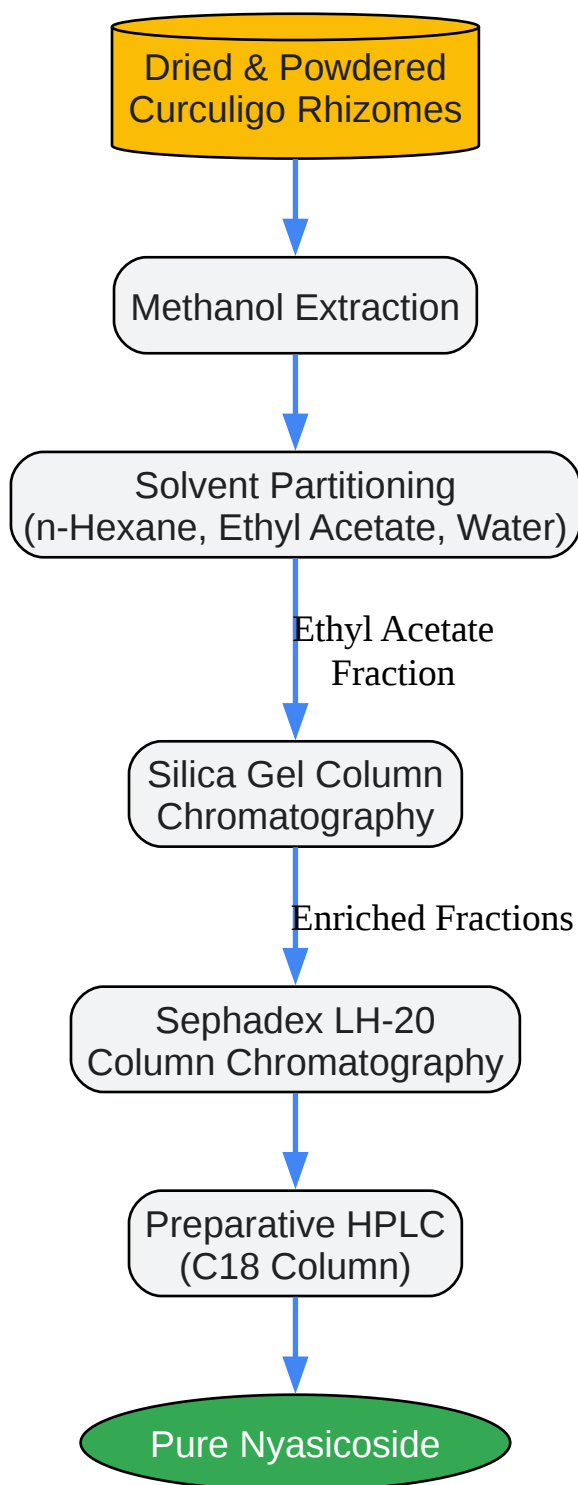 Dried & Powdered
Curculigo Rhizomes
Methanol Extraction
Solvent Partitioning
(n-Hexane, Ethyl Acetate, Water)
Ethyl Acetate
Fraction
Silica Gel Column
Chromatography
Enriched Fractions
Sephadex LH-20
Column Chromatography
Preparative HPLC
(C18 Column)
Pure Nyasicoside